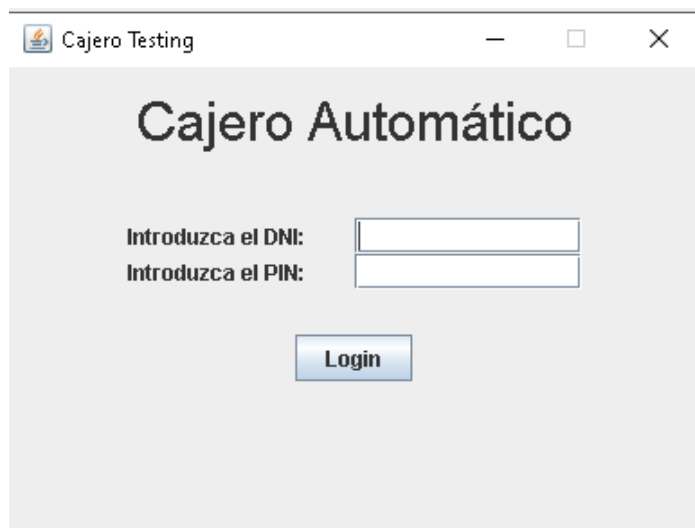 Cajero Testing
Cajero Automático
Introduzca el DNI:
Introduzca el PIN:
Login